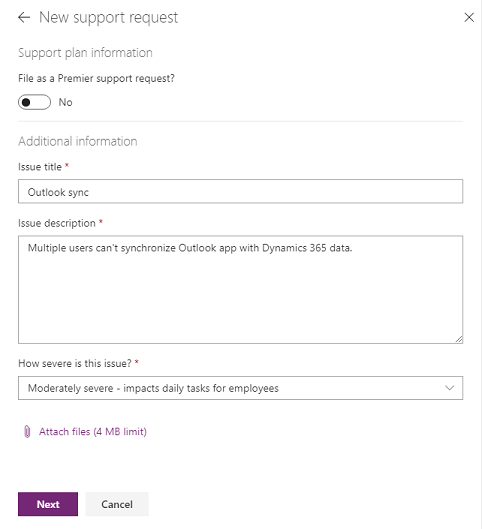 New support request
Support plan information
File as a Premier support request?
No
Additional information
Issue title *
Outlook sync
Issue description *
Multiple users can't synchronize Outlook app with Dynamics 365 data.
How severe is this issue? *
Moderately severe - impacts daily tasks for employees
Attach files (4 MB limit)
Next Cancel